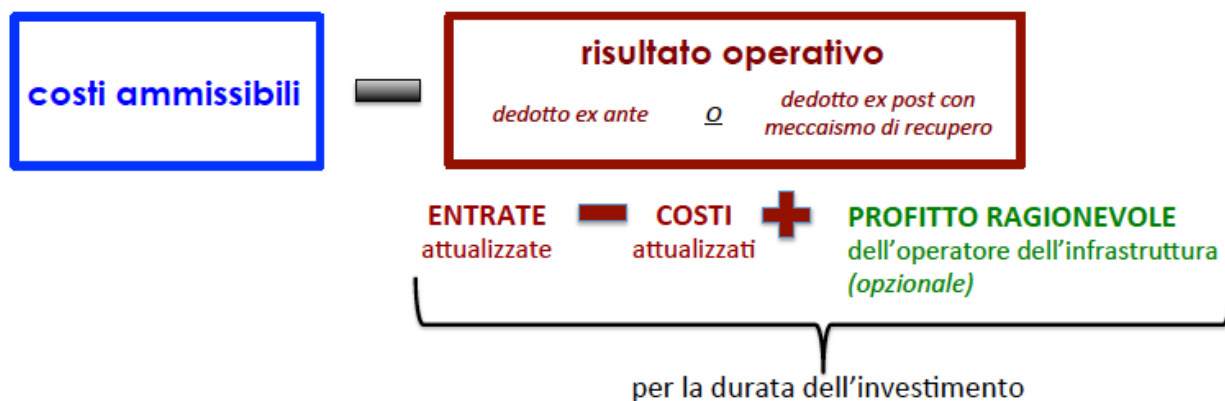 costi ammissibili
risultato operativo
dedotto ex ante
O
dedotto ex post con
meccaismo di recupero
ENTRATE
attualizzate
COSTI
attualizzati
PROFITTO RAGIONEVOLE
dell'operatore dell'infrastruttura
(opzionale)
per la durata dell'investimento